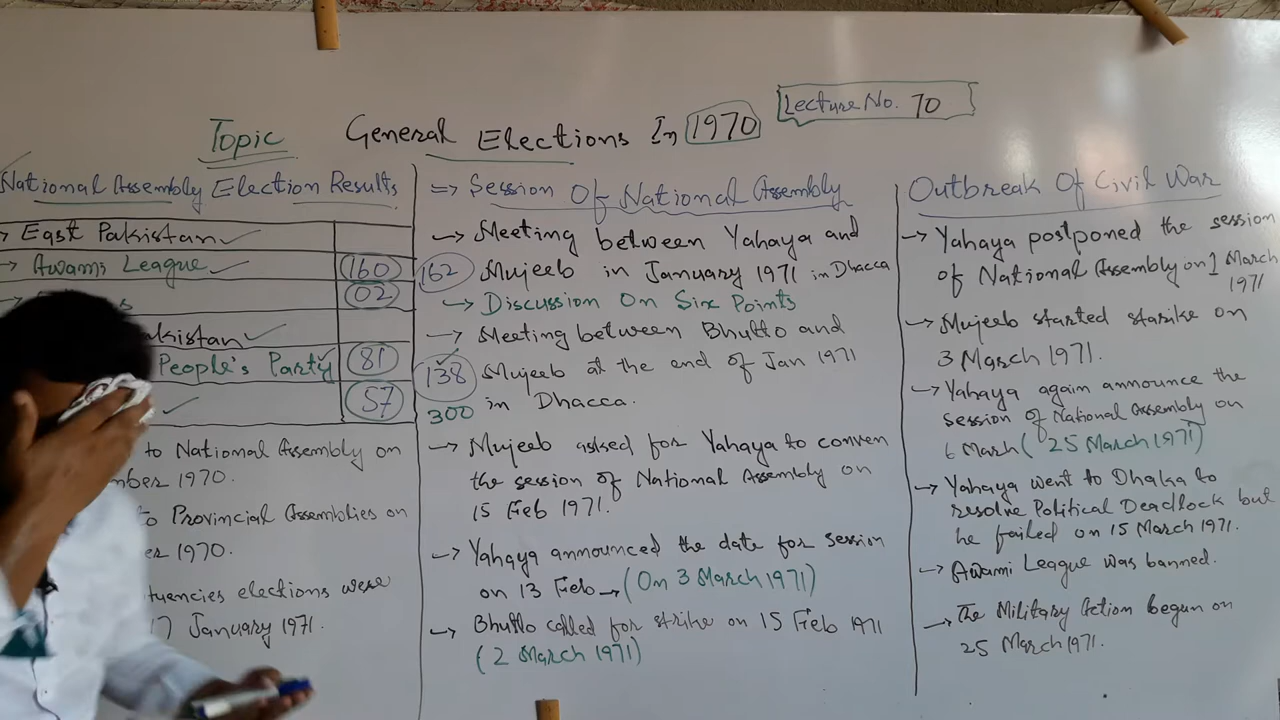 Lecture No. 70
Topic General Elections In 1970
National Assembly Election Results
→ East Pakistan ✓
→ Awami League ✓ 160
s 02
akistan ✓
People's Party ✓ 81
✓ 57
to National Assembly on
mber 1970.
to Provincial Assemblies on
er 1970.
tuencies elections were
17 January 1971.
⇒ Session Of National Assembly
→ Meeting between Yahaya and
162 Mujeeb in January 1971 in Dhacca
→ Discussion On Six Points
→ Meeting between Bhutto and
138 Mujeeb at the end of Jan 1971
300 in Dhacca.
→ Mujeeb asked for Yahaya to conven
the session of National Assembly on
15 Feb 1971.
→ Yahaya announced the date for session
on 13 Feb → (On 3 March 1971)
→ Bhutto called for strike on 15 Feb 1971
(2 March 1971)
Outbreak Of Civil War
→ Yahaya postponed the session
of National Assembly on 1 March
1971
→ Mujeeb started starike on
3 March 1971.
→ Yahaya again announce the
session of National Assembly on
6 Marh (25 March 1971)
→ Yahaya went to Dhaka to
resolve Political Deadlock but
he failed on 15 March 1971.
→ Awami League was banned.
→ The Military Action begun on
25 March 1971.